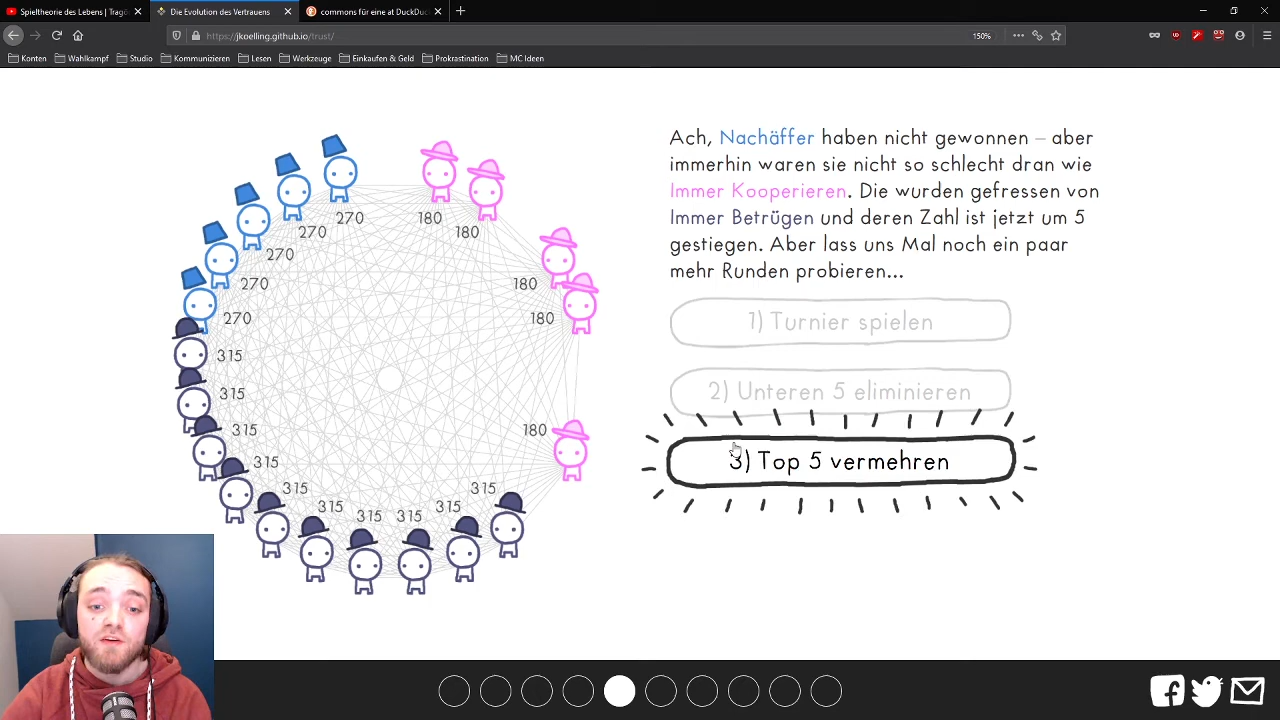 Spieltheorie des Lebens | Tragö
Die Evolution des Vertrauens
commons für eine at DuckDuc
https://jkoelling.github.io/trust/
150%
Konten
Wahlkampf
Studio
Kommunizieren
Lesen
Werkzeuge
Einkaufen & Geld
Prokrastination
MC Ideen
Ach, Nachäffer haben nicht gewonnen – aber
immerhin waren sie nicht so schlecht dran wie
Immer Kooperieren. Die wurden gefressen von
Immer Betrügen und deren Zahl ist jetzt um 5
gestiegen. Aber lass uns Mal noch ein paar
mehr Runden probieren...
1) Turnier spielen
2) Unteren 5 eliminieren
3) Top 5 vermehren
270
270
270
270
270
180
180
180
180
180
315
315
315
315
315
315
315
315
315
315